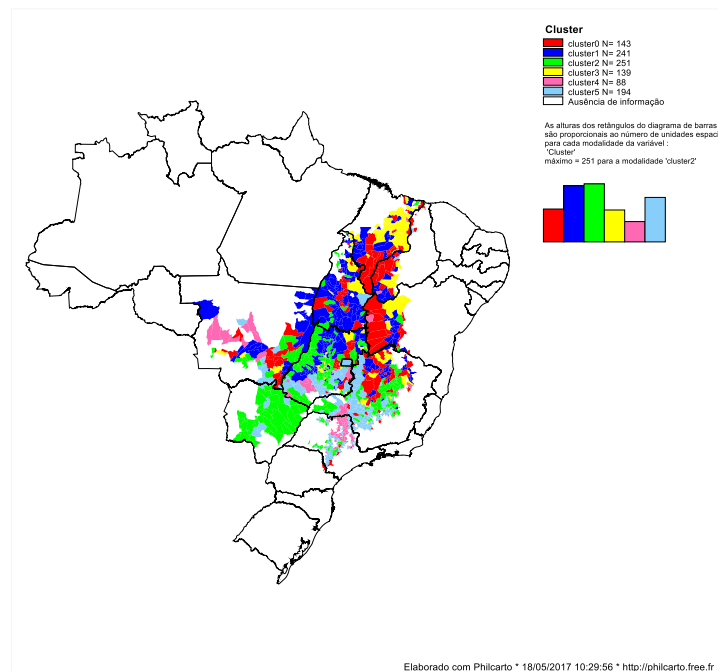 Cluster
cluster0 N= 143
cluster1 N= 241
cluster2 N= 251
cluster3 N= 139
cluster4 N= 88
cluster5 N= 194
Ausência de informação
As alturas dos retângulos do diagrama de barras
são proporcionais ao número de unidades espaci
para cada modalidade da variável :
'Cluster'
máximo = 251 para a modalidade 'cluster2'
Elaborado com Philcarto * 18/05/2017 10:29:56 * http://philcarto.free.fr